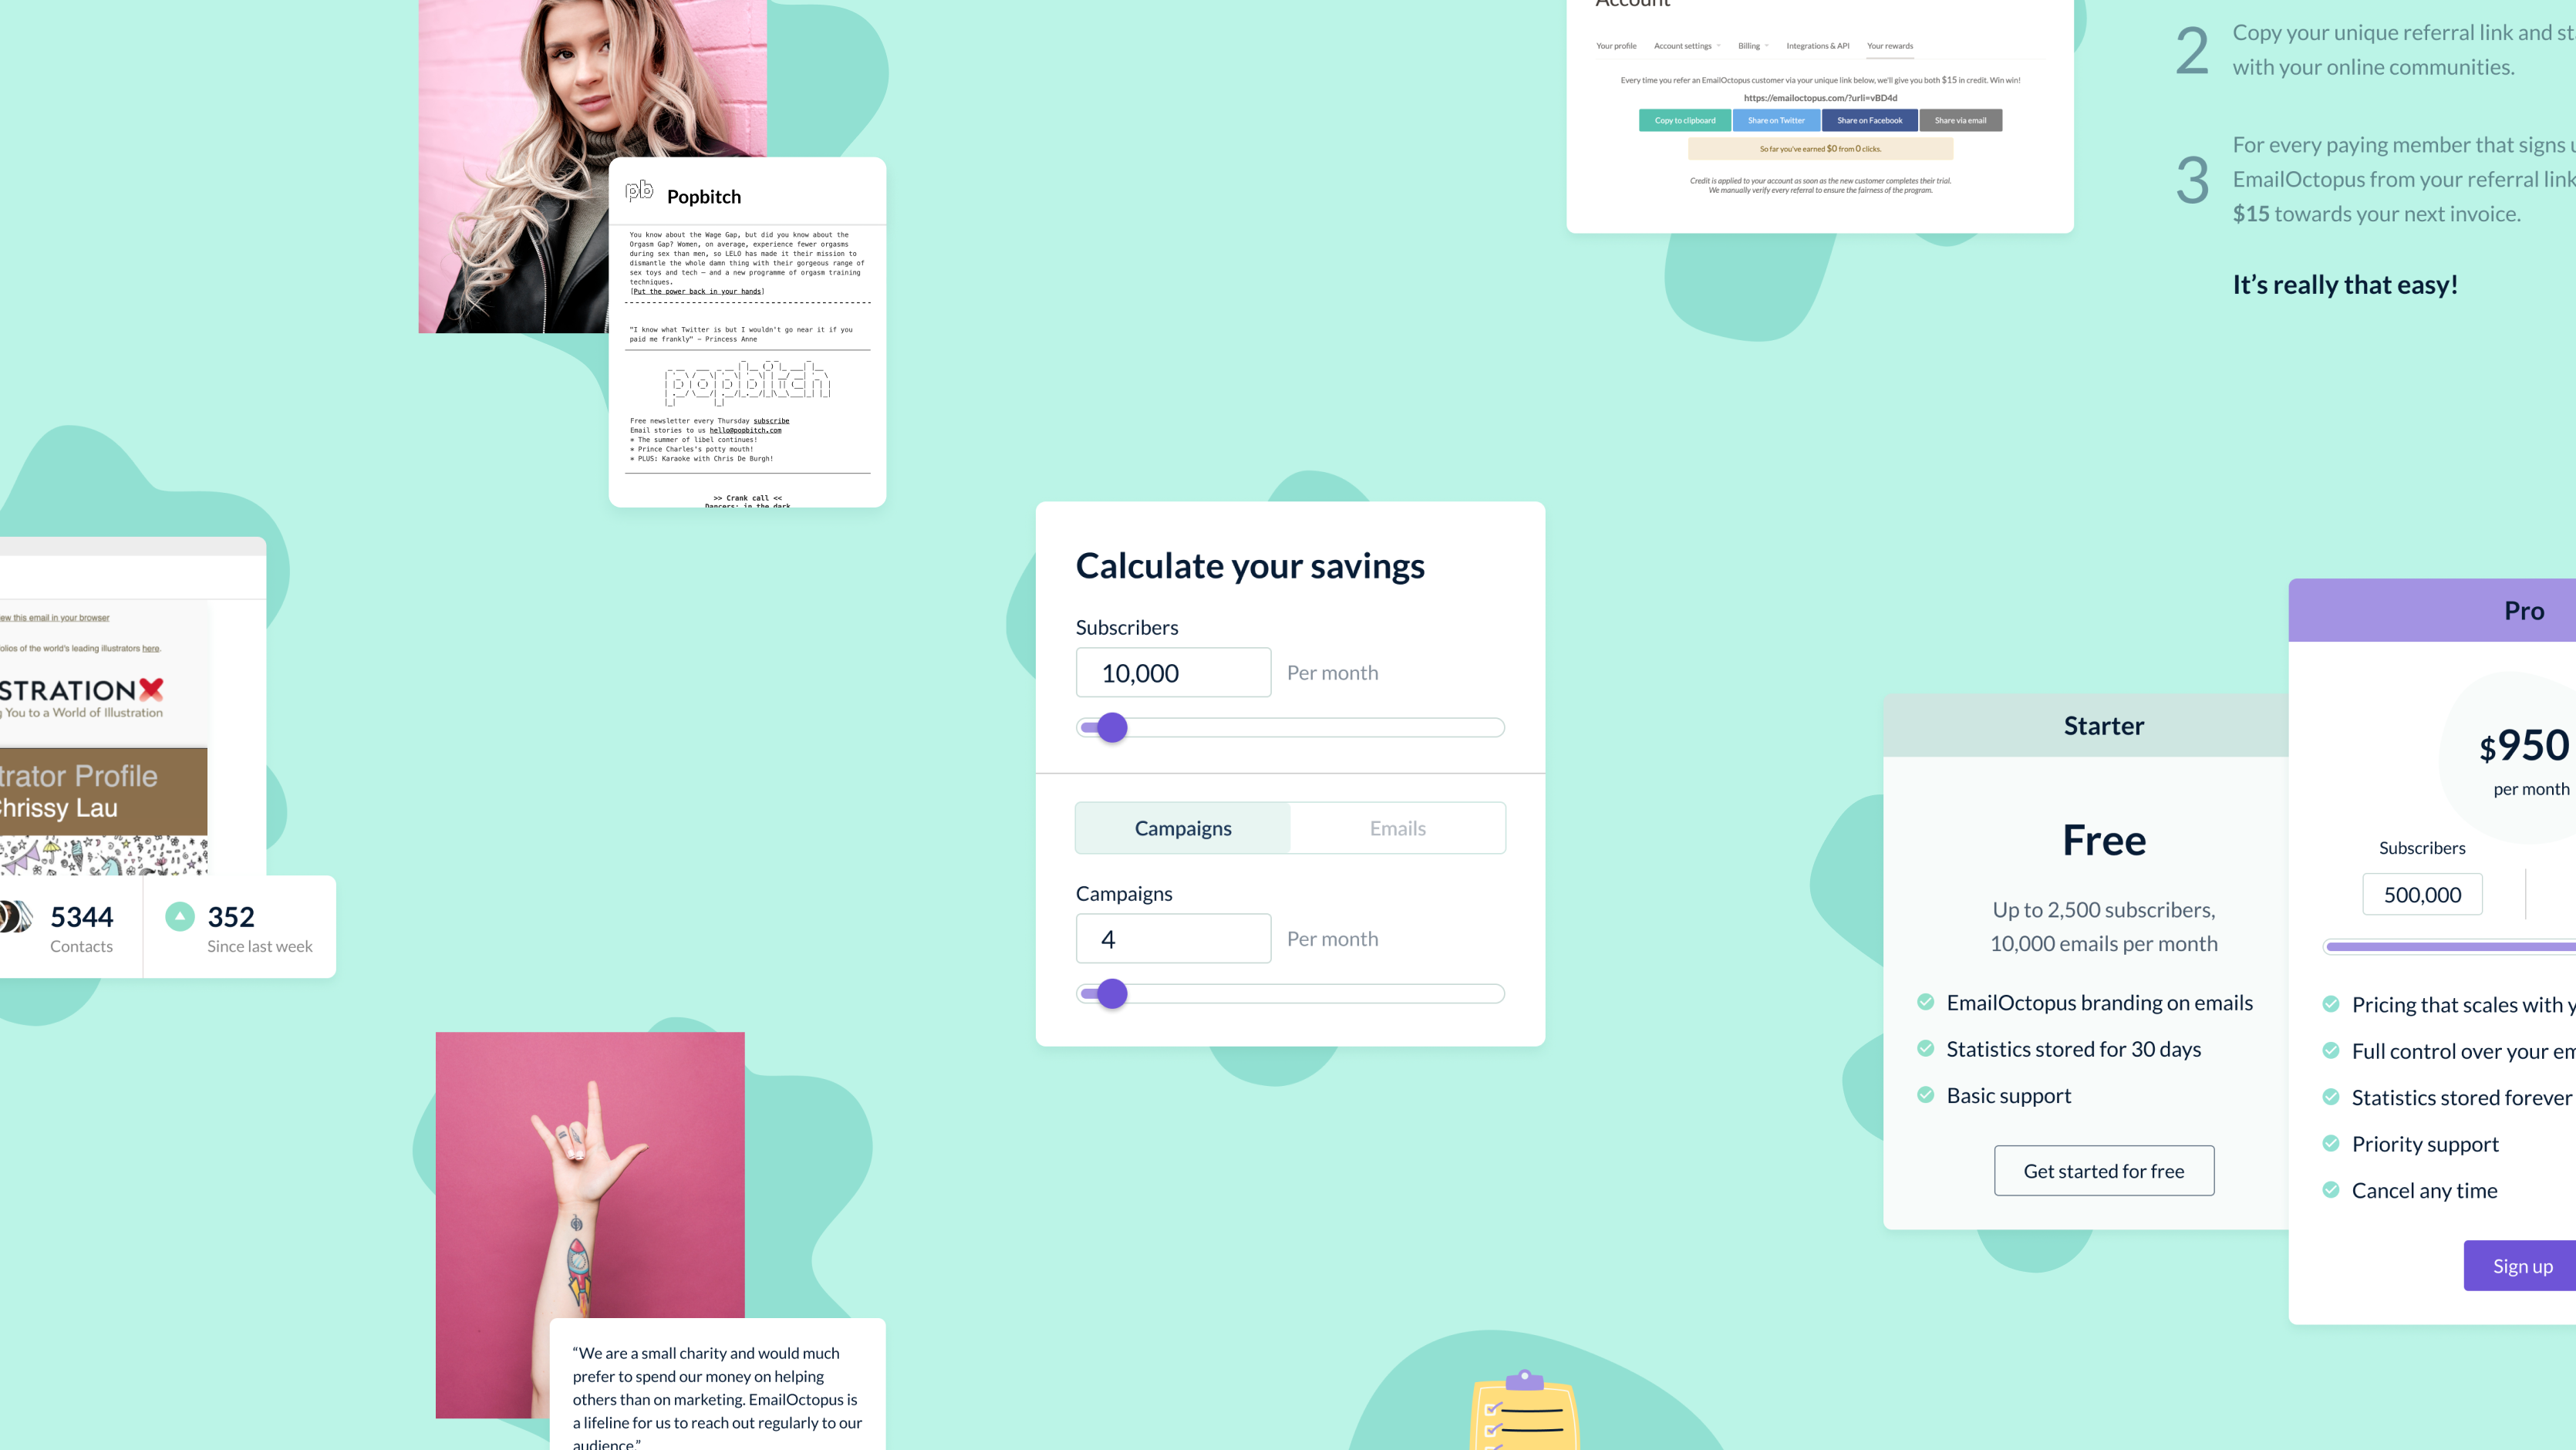 Account
Your profile
Account settings
Billing
Integrations & API
Your rewards
Every time you refer an EmailOctopus customer via your unique link below, we'll give you both $15 in credit. Win win!
https://emailoctopus.com/?urli=vBD4d
Copy to clipboard
Share on Twitter
Share on Facebook
Share via email
So far you've earned $0 from 0 clicks.
Credit is applied to your account as soon as the new customer completes their trial.
We manually verify every referral to ensure the fairness of the program.
2
Copy your unique referral link and st
with your online communities.
3
For every paying member that signs u
EmailOctopus from your referral link
$15 towards your next invoice.
It's really that easy!
pb
Popbitch
You know about the Wage Gap, but did you know about the
Orgasm Gap? Women, on average, experience fewer orgasms
during sex than men, so LELO has made it their mission to
dismantle the whole damn thing with their gorgeous range of
sex toys and tech – and a new programme of orgasm training
techniques.
[Put the power back in your hands]
"I know what Twitter is but I wouldn't go near it if you
paid me frankly" – Princess Anne
popbitch
Free newsletter every Thursday subscribe
Email stories to us hello@popbitch.com
* The summer of libel continues!
* Prince Charles's potty mouth!
* PLUS: Karaoke with Chris De Burgh!
>> Crank call <<
Dancers: in the dark
ew this email in your browser
olios of the world's leading illustrators here.
STRATION
g You to a World of Illustration
trator Profile
Chrissy Lau
5344
Contacts
352
Since last week
Calculate your savings
Subscribers
10,000
Per month
Campaigns
Emails
Campaigns
4
Per month
Starter
Free
Up to 2,500 subscribers,
10,000 emails per month
EmailOctopus branding on emails
Statistics stored for 30 days
Basic support
Get started for free
Pro
$950
per month
Subscribers
500,000
Pricing that scales with y
Full control over your em
Statistics stored forever
Priority support
Cancel any time
Sign up
“We are a small charity and would much
prefer to spend our money on helping
others than on marketing. EmailOctopus is
a lifeline for us to reach out regularly to our
audience.”